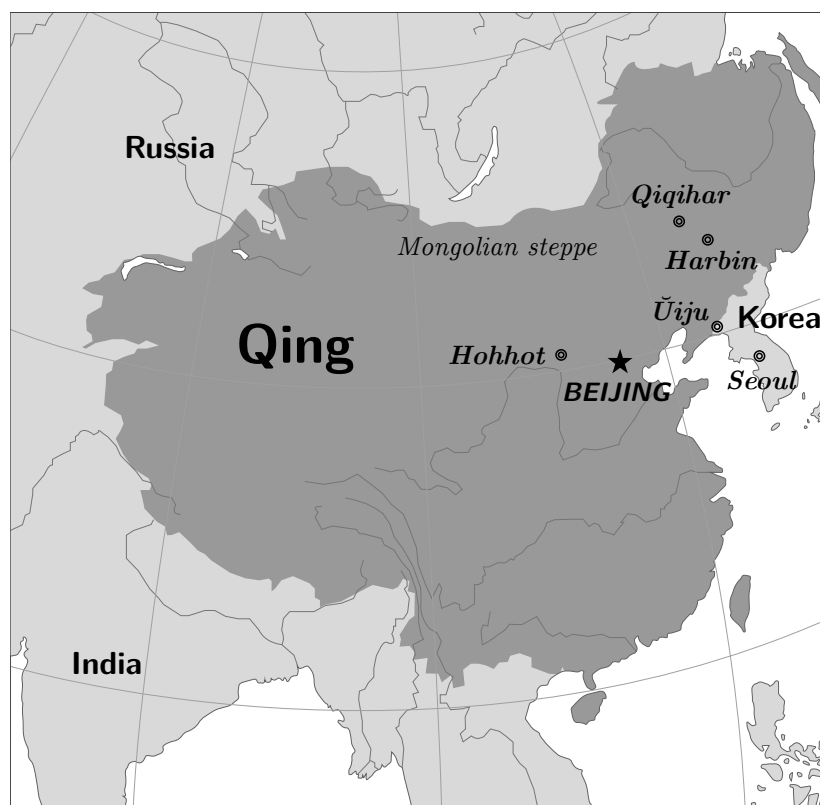 Russia
Qiqihar
Mongolian steppe
Harbin
Ŭiju
Korea
Qing
Hohhot
Seoul
BEIJING
India